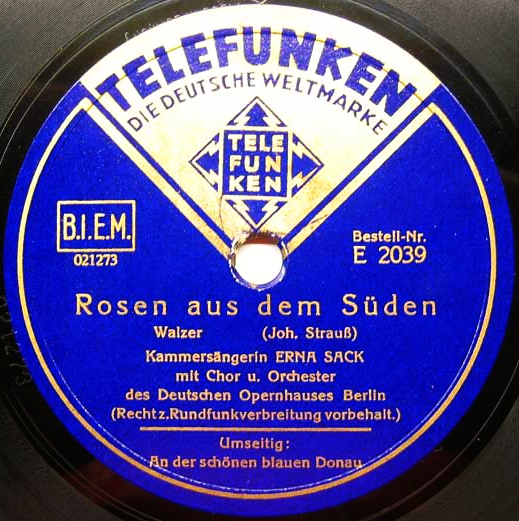 TELEFUNKEN
DIE DEUTSCHE WELTMARKE
TELE
FUN
KEN
B.I.E.M.
021273
Bestell-Nr.
E 2039
Rosen aus dem Süden
Walzer (Joh. Strauß)
Kammersängerin ERNA SACK
mit Chor u. Orchester
des Deutschen Opernhauses Berlin
(Recht z. Rundfunkverbreitung vorbehalt.)
Umseitig:
An der schönen blauen Donau